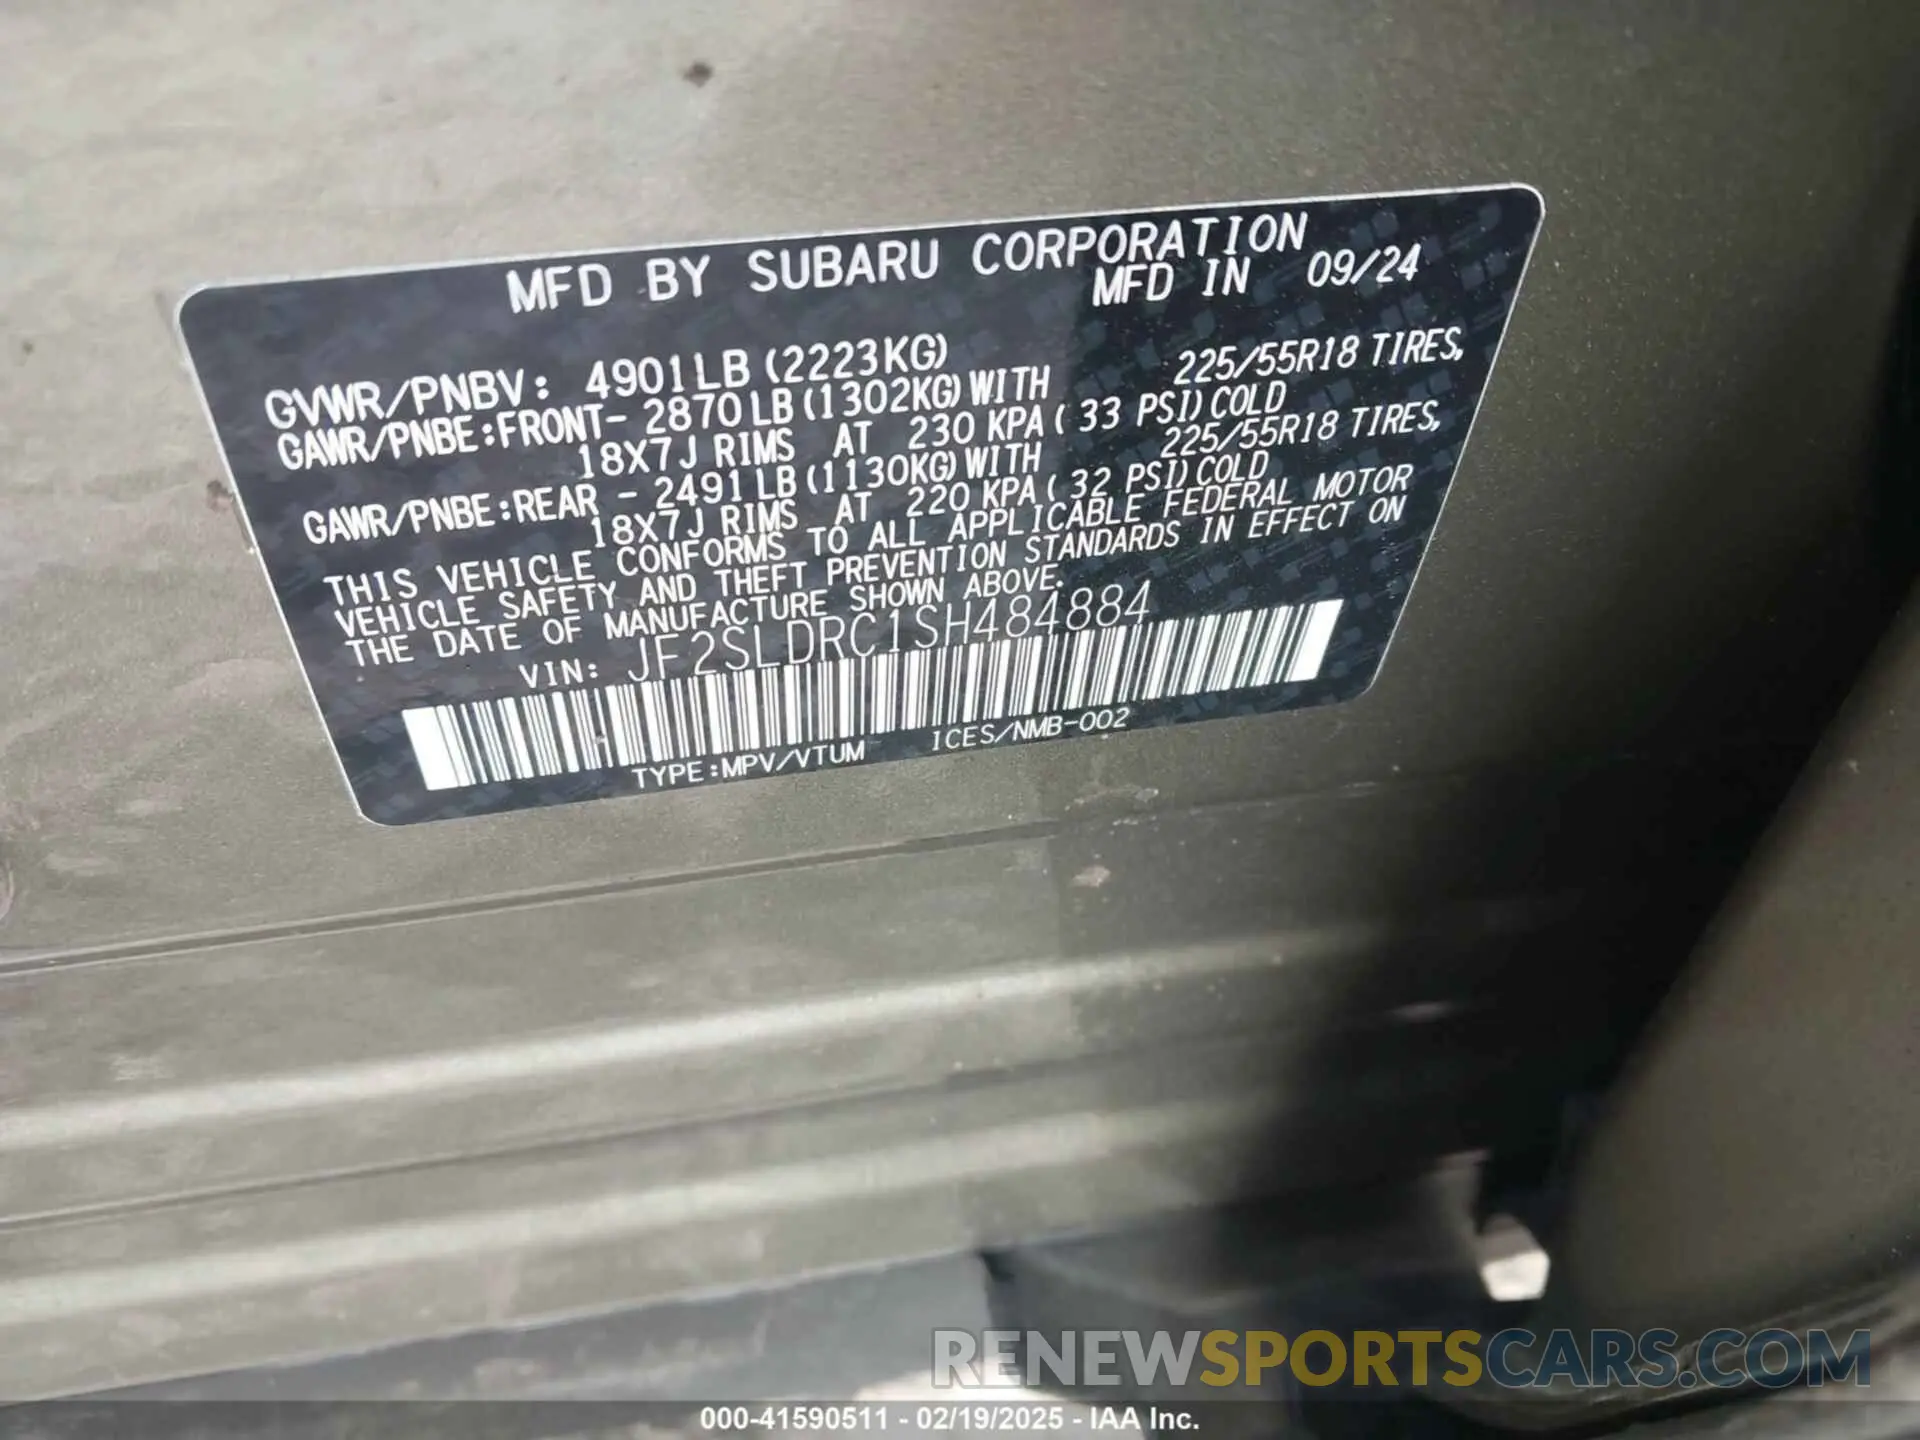 MFD BY SUBARU CORPORATION
MFD IN 09/24
GVWR/PNBV: 4901LB (2223KG)
GAWR/PNBE:FRONT- 2870LB (1302KG) WITH 225/55R18 TIRES,
18X7J RIMS AT 230 KPA ( 33 PSI) COLD
GAWR/PNBE:REAR - 2491LB (1130KG) WITH 225/55R18 TIRES,
18X7J RIMS AT 220 KPA ( 32 PSI) COLD
THIS VEHICLE CONFORMS TO ALL APPLICABLE FEDERAL MOTOR
VEHICLE SAFETY AND THEFT PREVENTION STANDARDS IN EFFECT ON
THE DATE OF MANUFACTURE SHOWN ABOVE.
VIN: JF2SLDRC1SH484884
TYPE:MPV/VTUM ICES/NMB-002
RENEWSPORTSCARS.COM
000-41590511 - 02/19/2025 - IAA Inc.